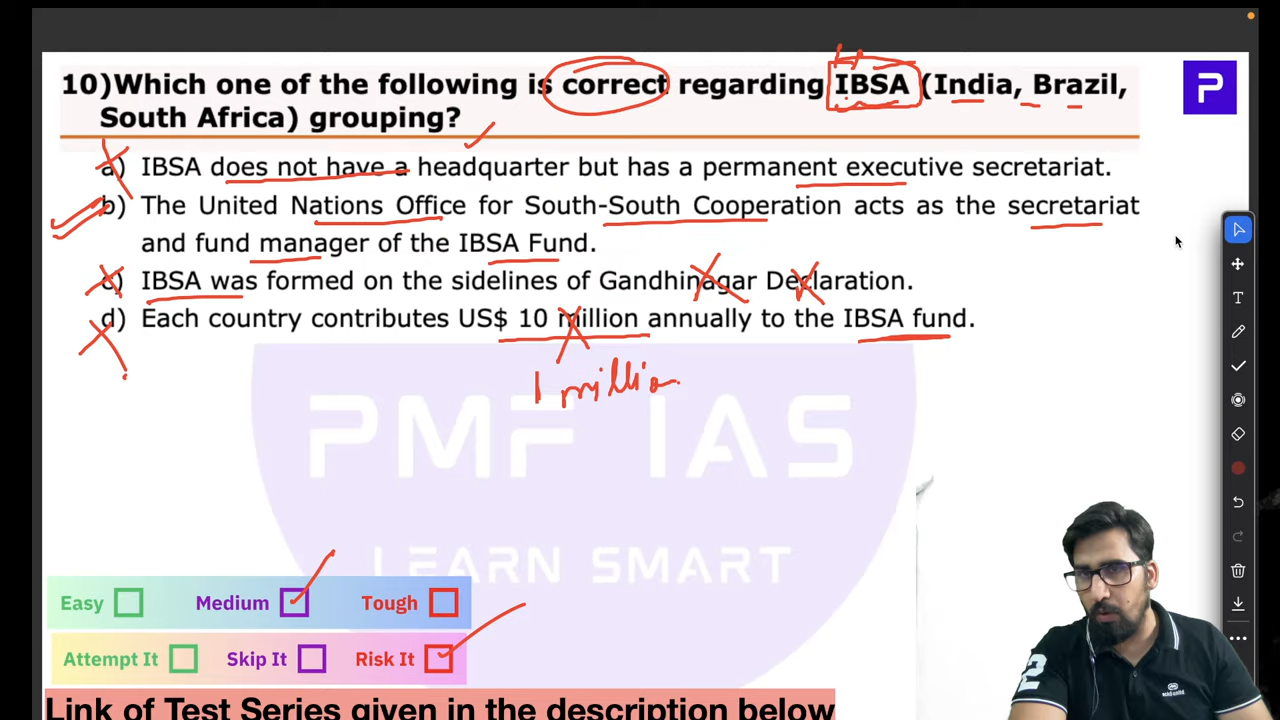 10)Which one of the following is correct regarding IBSA (India, Brazil,
South Africa) grouping?
a) IBSA does not have a headquarter but has a permanent executive secretariat.
b) The United Nations Office for South-South Cooperation acts as the secretariat
and fund manager of the IBSA Fund.
c) IBSA was formed on the sidelines of Gandhinagar Declaration.
d) Each country contributes US$ 10 million annually to the IBSA fund.
1 million
PMF IAS
LEARN SMART
Easy Medium Tough
Attempt It Skip It Risk It
Link of Test Series given in the description below